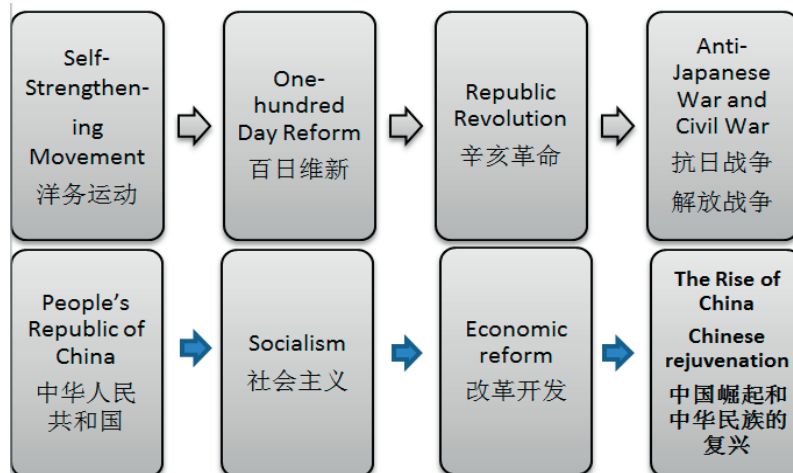 Self-
Strengthen-
ing
Movement
洋务运动
One-
hundred
Day Reform
百日维新
Republic
Revolution
辛亥革命
Anti-
Japanese
War and
Civil War
抗日战争
解放战争
People’s
Republic of
China
中华人民
共和国
Socialism
社会主义
Economic
reform
改革开发
The Rise of
China
Chinese
rejuvenation
中国崛起和
中华民族的
复兴